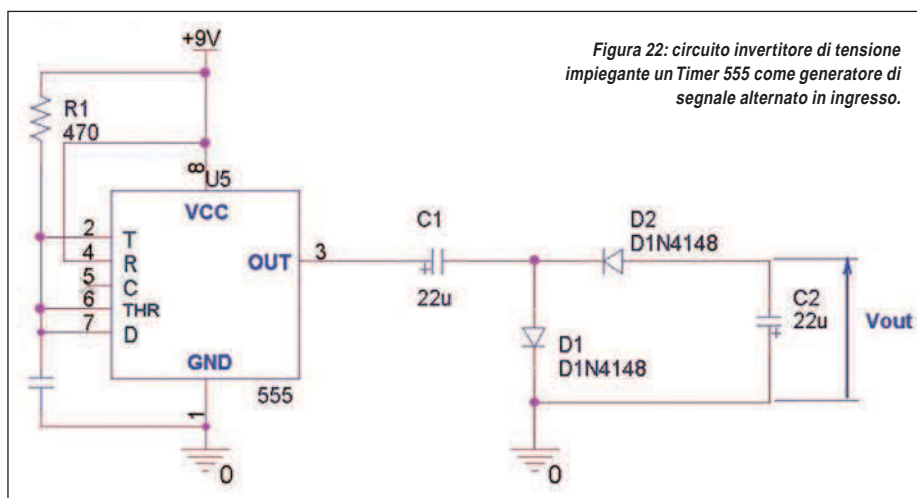 +9V
Figura 22: circuito invertitore di tensione
impiegante un Timer 555 come generatore di
segnale alternato in ingresso.
R1
470
8
U5
VCC
2
T
4
R
5
C
6
THR
7
D
OUT
3
GND
555
1
0
C1
22u
D2
D1N4148
D1
D1N4148
C2
22u
Vout
0